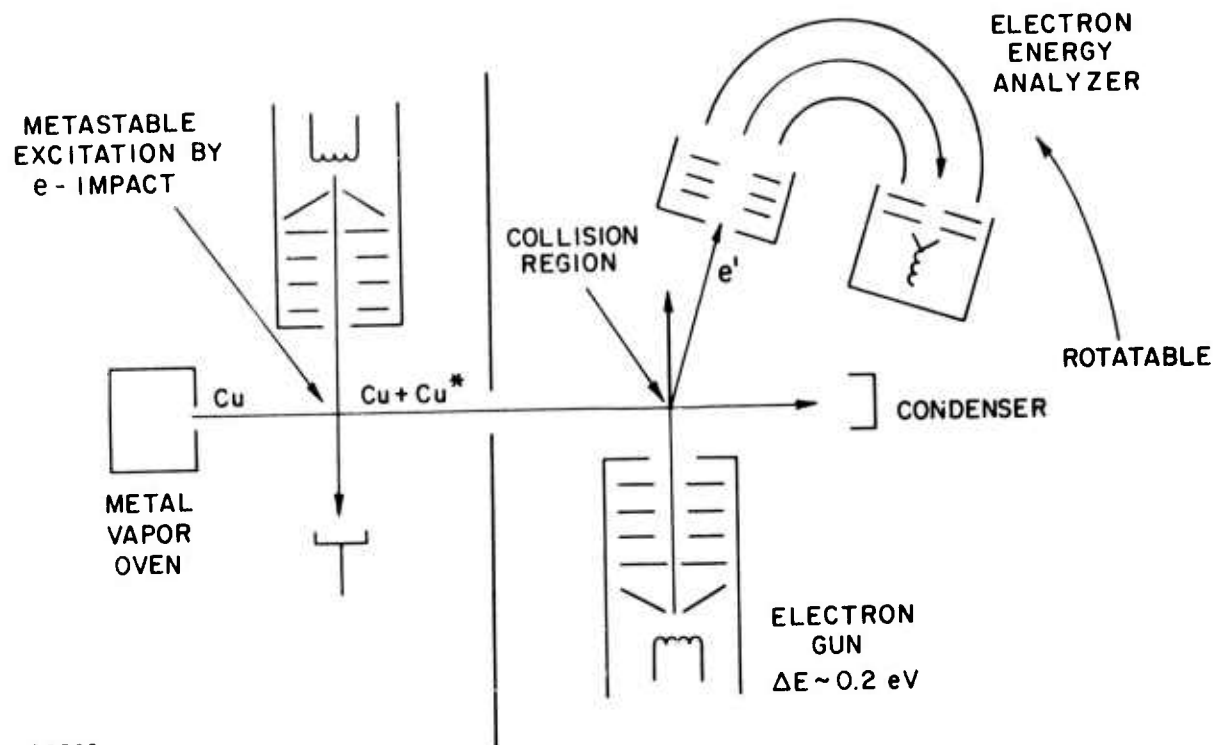 ELECTRON
ENERGY
ANALYZER
METASTABLE
EXCITATION BY
e - IMPACT
COLLISION
REGION
e'
ROTATABLE
Cu
Cu + Cu*
CONDENSER
METAL
VAPOR
OVEN
ELECTRON
GUN
ΔE ~ 0.2 eV